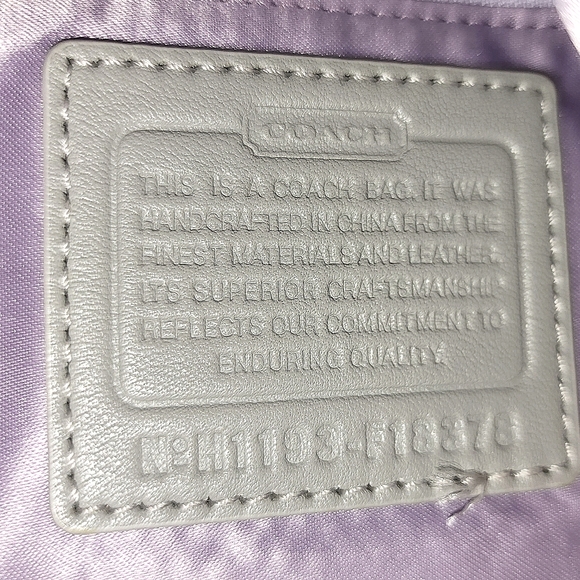 COACH
THIS IS A COACH BAG. IT WAS
HANDCRAFTED IN CHINA FROM THE
FINEST MATERIALS AND LEATHER.
ITS SUPERIOR CRAFTSMANSHIP
REFLECTS OUR COMMITMENT TO
ENDURING QUALITY.
Nº H1193-F18376